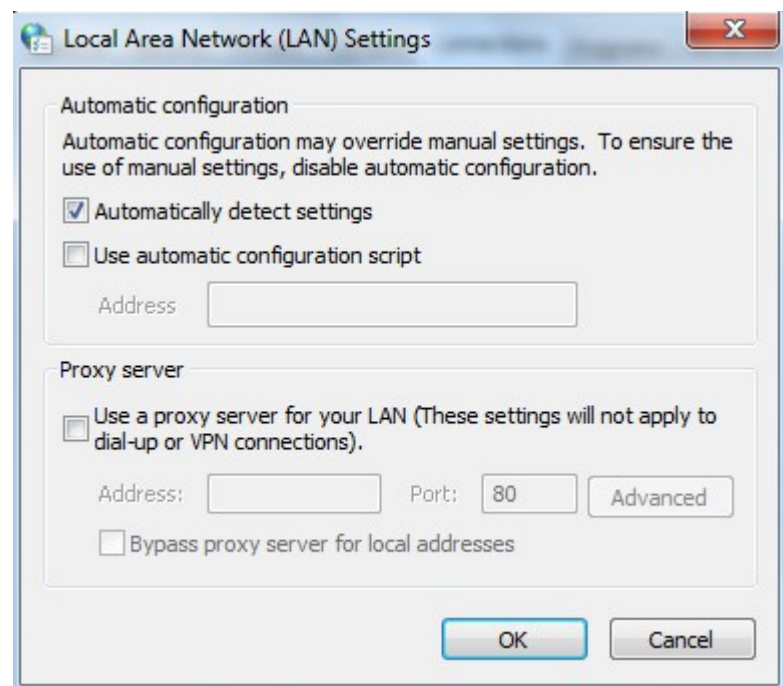 Local Area Network (LAN) Settings
Automatic configuration
Automatic configuration may override manual settings.  To ensure the
use of manual settings, disable automatic configuration.
Automatically detect settings
Use automatic configuration script
Address
Proxy server
Use a proxy server for your LAN (These settings will not apply to
dial-up or VPN connections).
Address: Port: 80 Advanced
Bypass proxy server for local addresses
OK Cancel